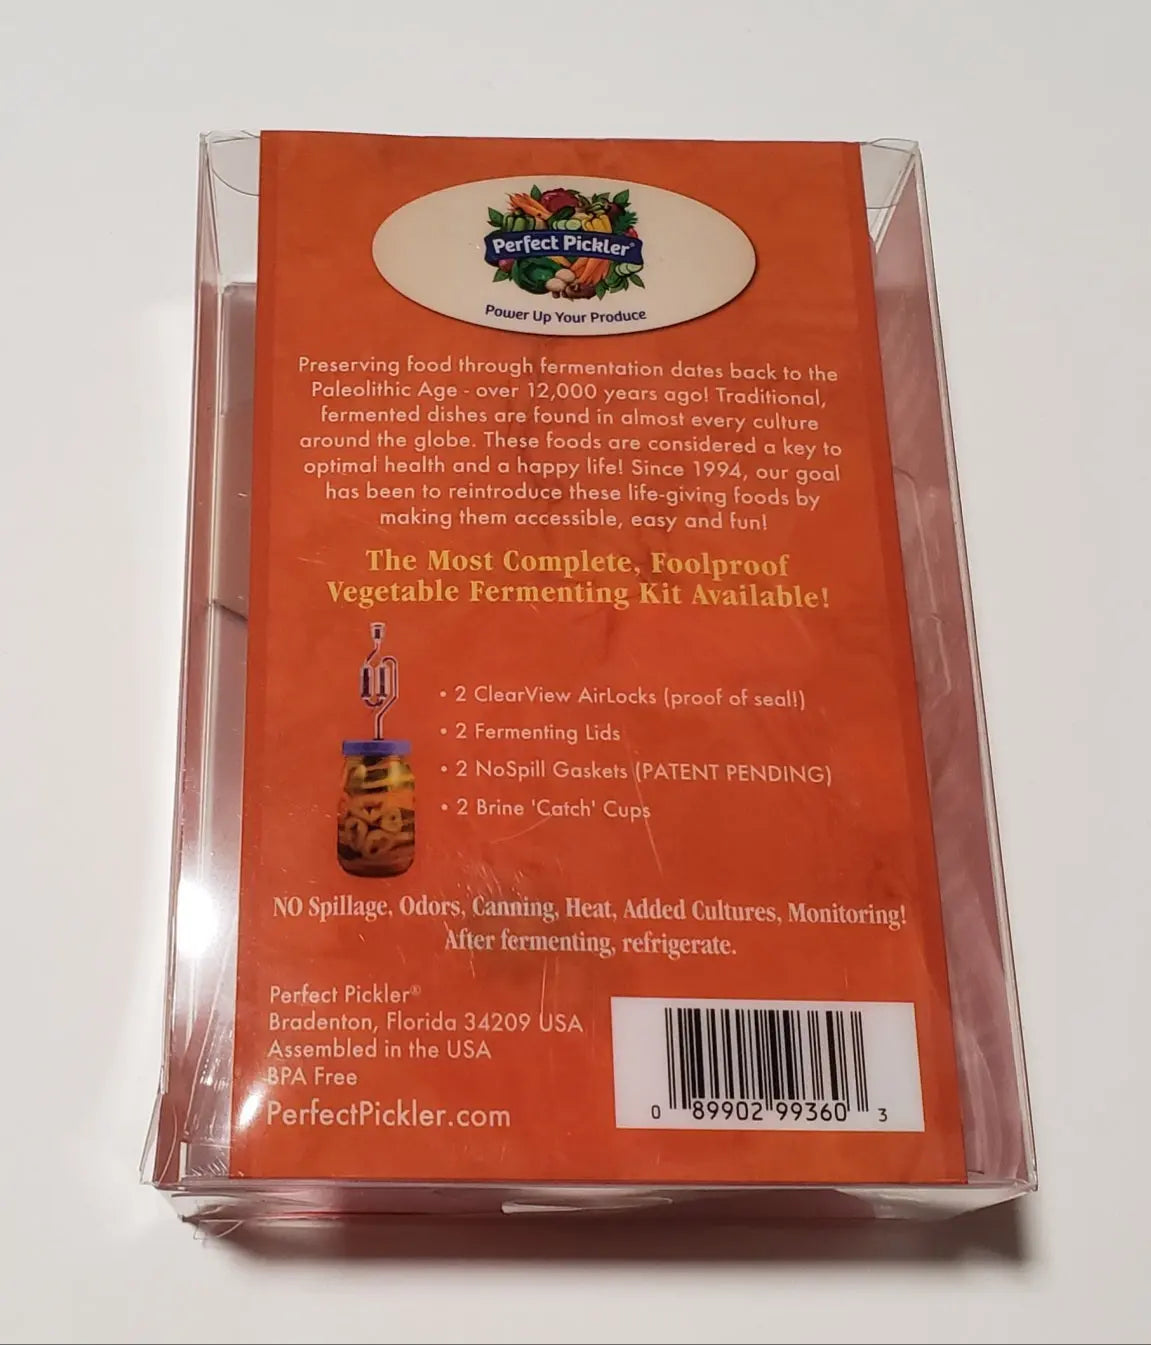 Perfect Pickler®
Power Up Your Produce
Preserving food through fermentation dates back to the
Paleolithic Age - over 12,000 years ago! Traditional,
fermented dishes are found in almost every culture
around the globe. These foods are considered a key to
optimal health and a happy life! Since 1994, our goal
has been to reintroduce these life-giving foods by
making them accessible, easy and fun!
The Most Complete, Foolproof
Vegetable Fermenting Kit Available!
• 2 ClearView AirLocks (proof of seal!)
• 2 Fermenting Lids
• 2 NoSpill Gaskets (PATENT PENDING)
• 2 Brine 'Catch' Cups
NO Spillage, Odors, Canning, Heat, Added Cultures, Monitoring!
After fermenting, refrigerate.
Perfect Pickler®
Bradenton, Florida 34209 USA
Assembled in the USA
BPA Free
PerfectPickler.com
0 89902 99360 3